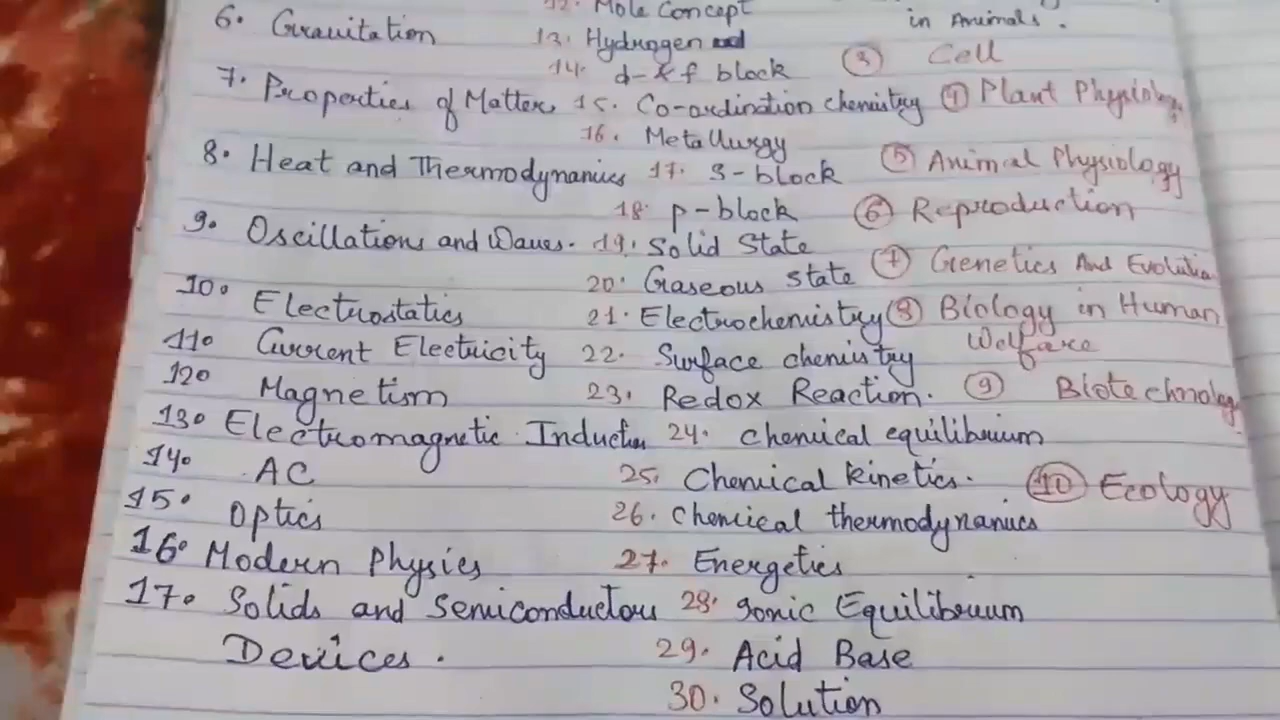 6. Gravitation
7. Properties of Matter
8. Heat and Thermodynamics
9. Oscillations and Waves.
10. Electrostatics
11. Current Electricity
12. Magnetism
13. Electromagnetic Induction
14. AC
15. Optics
16. Modern Physics
17. Solids and Semiconductors
Devices.
12. Mole Concept
13. Hydrogen
14. d- & f block
15. Co-ordination chemistry
16. Metallurgy
17. S-block
18. p-block
19. Solid State
20. Gaseous state
21. Electrochemistry
22. Surface chemistry
23. Redox Reaction.
24. chemical equilibrium
25. Chemical kinetics.
26. Chemical thermodynamics
27. Energetics
28. Ionic Equilibrium
29. Acid Base
30. Solution
in Animals.
3 Cell
Plant Physiology
5 Animal Physiology
6 Reproduction
7 Genetics And Evolution
8 Biology in Human
Welfare
9 Biotechnology
10 Ecology